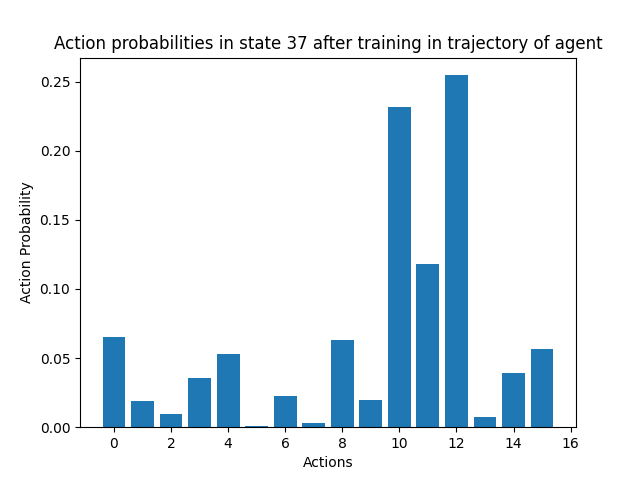 Action probabilities in state 37 after training in trajectory of agent
0.25
0.20
0.15
0.10
0.05
0.00
Action Probability
0 2 4 6 8 10 12 14 16
Actions